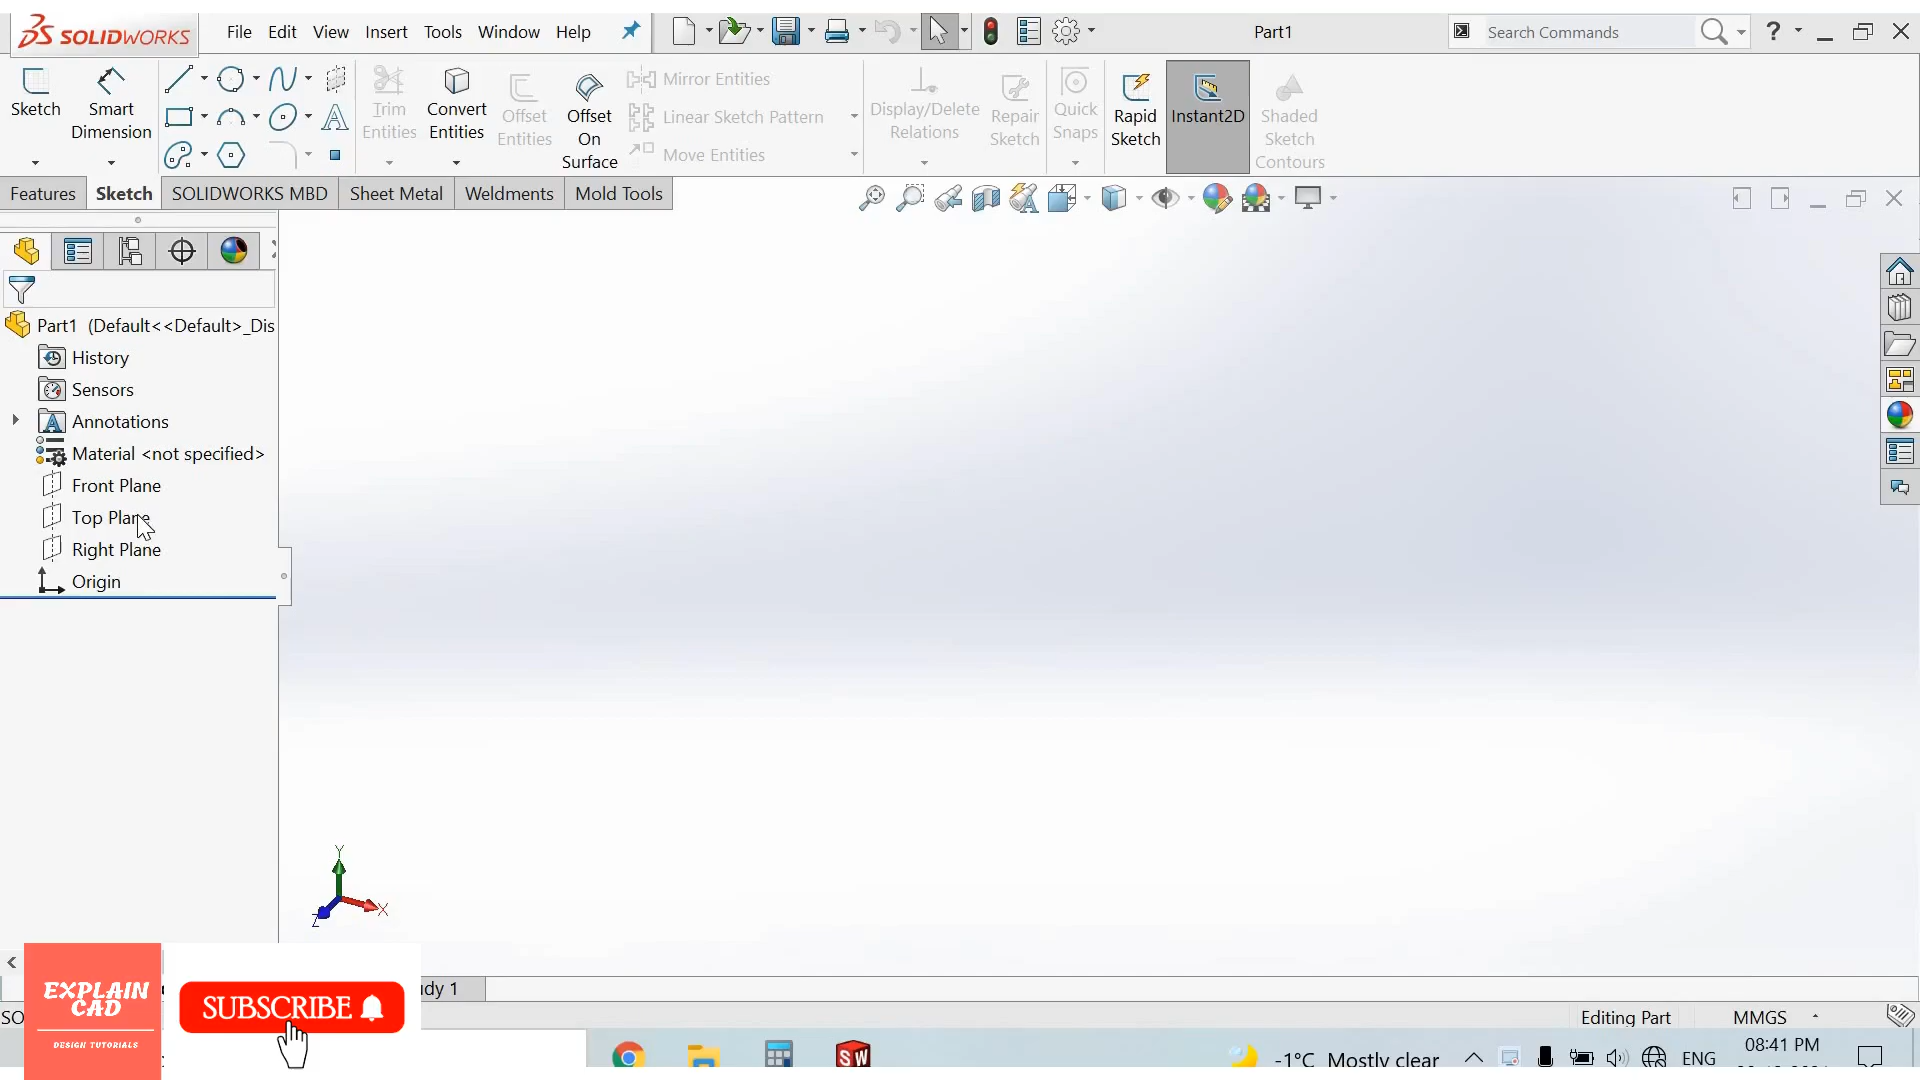 SOLIDWORKS File Edit View Insert Tools Window Help Part1 Search Commands ?
Sketch Smart Dimension Trim Entities Convert Entities Offset Entities Offset On Surface Mirror Entities Linear Sketch Pattern Move Entities Display/Delete Relations Repair Sketch Quick Snaps Rapid Sketch Instant2D Shaded Sketch Contours
Features Sketch SOLIDWORKS MBD Sheet Metal Weldments Mold Tools
Part1 (Default<<Default>_Dis
History
Sensors
Annotations
Material <not specified>
Front Plane
Top Plane
Right Plane
Origin
Y
X
Z
EXPLAIN
CAD
DESIGN TUTORIALS
SUBSCRIBE
udy 1
SO
Editing Part MMGS
SW -1°C Mostly clear ENG 08:41 PM